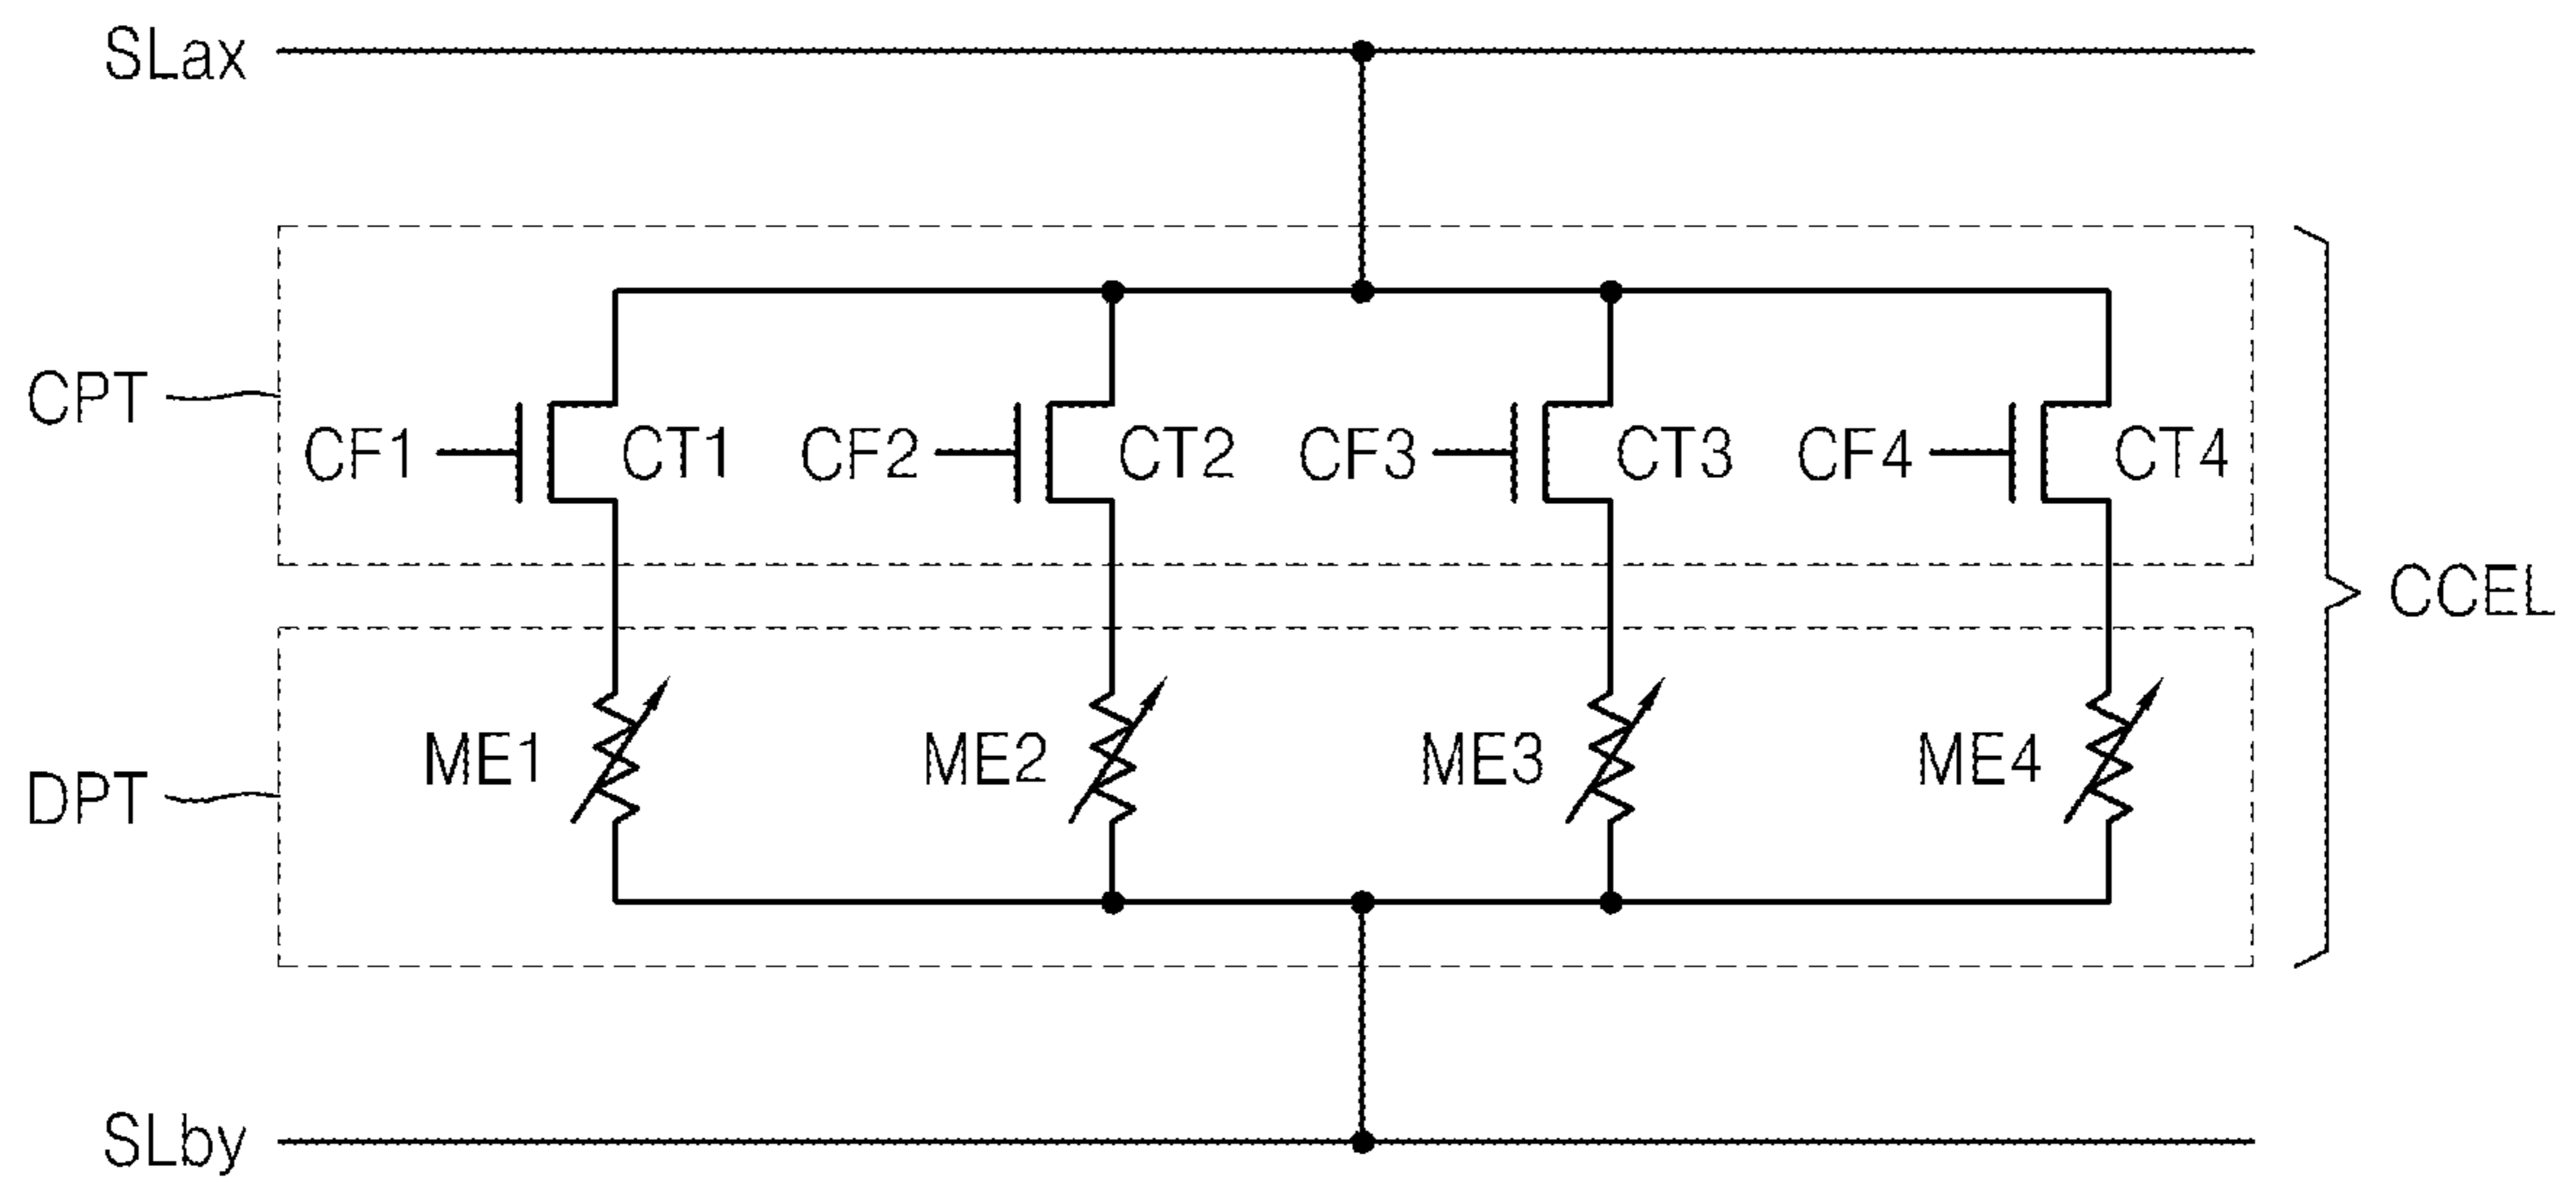 SLax
CPT
CF1 CT1 CF2 CT2 CF3 CT3 CF4 CT4
CCEL
ME1 ME2 ME3 ME4
DPT
SLby